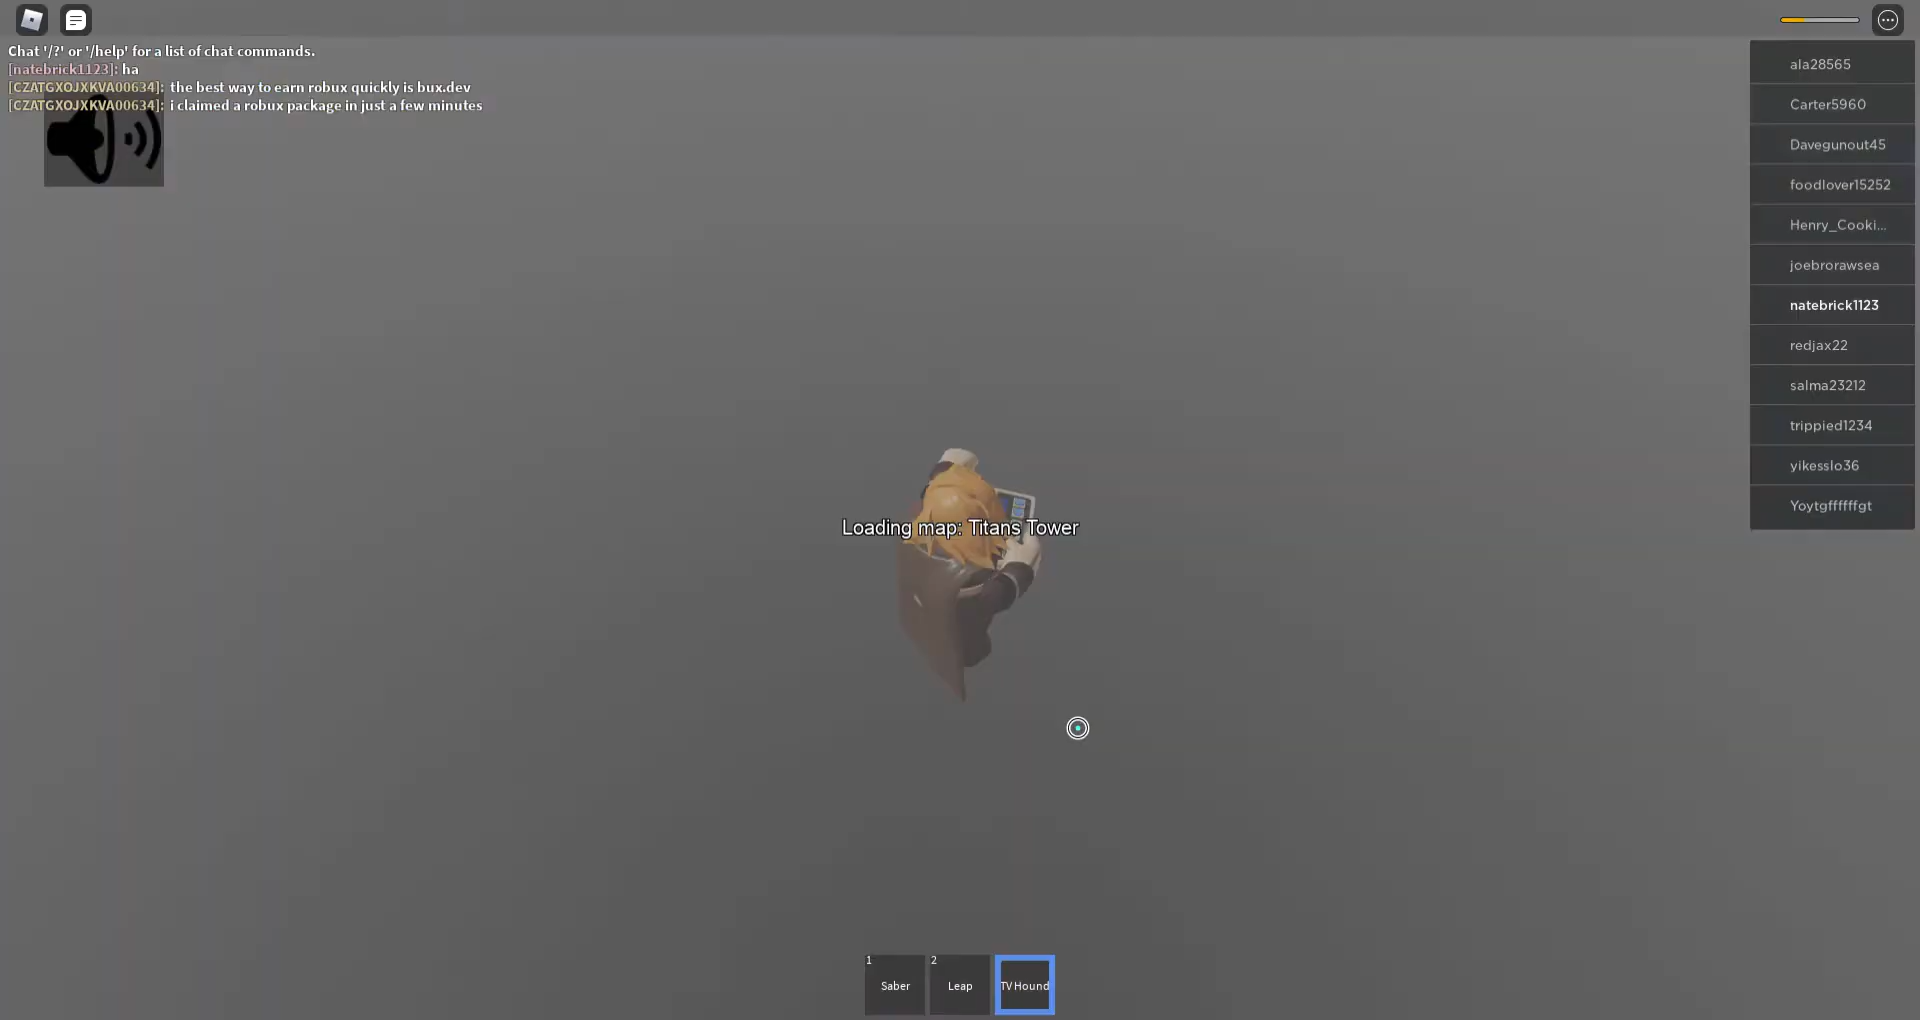 Chat '/?' or '/help' for a list of chat commands.
[natebrick1123]: ha
[CZATGXOJXKVA00634]: the best way to earn robux quickly is bux.dev
[CZATGXOJXKVA00634]: i claimed a robux package in just a few minutes
ala28565
Carter5960
Davegunout45
foodlover15252
Henry_Cooki...
joebrorawsea
natebrick1123
redjax22
salma23212
trippied1234
yikesslo36
Yoytgffffffgt
Loading map: Titans Tower
1
Saber
2
Leap
TV Hound